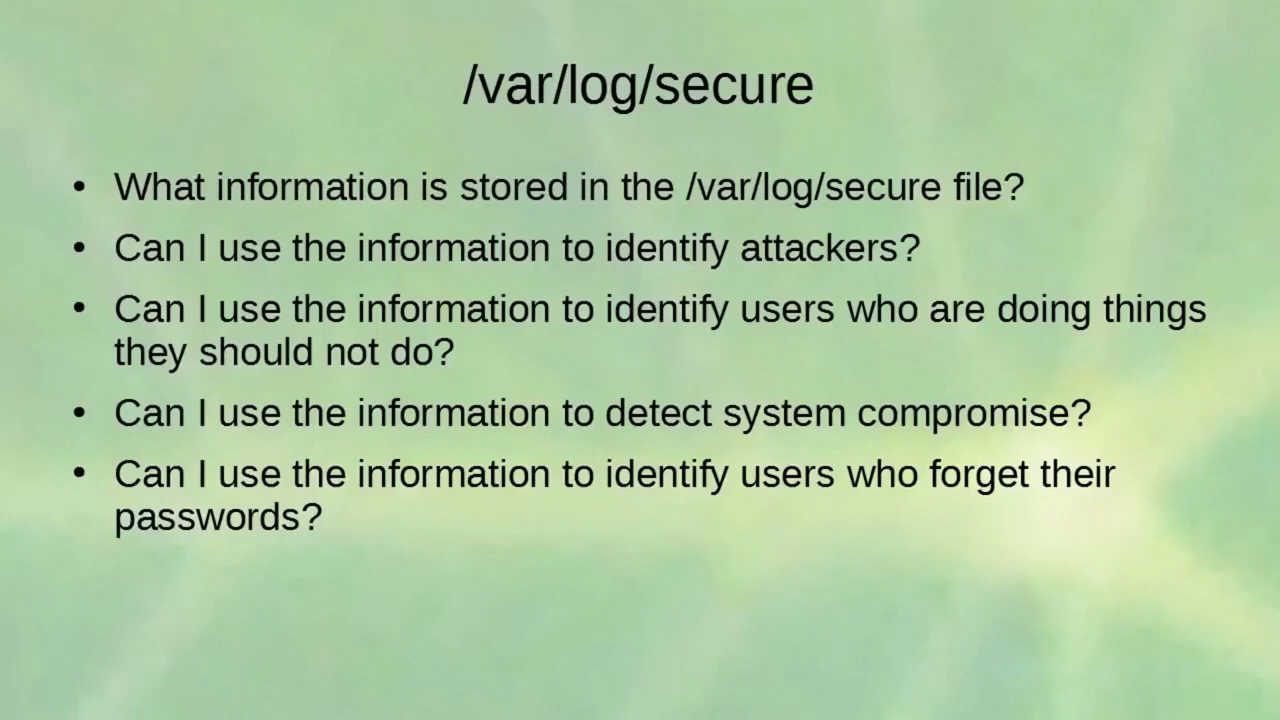 /var/log/secure
• What information is stored in the /var/log/secure file?
• Can I use the information to identify attackers?
• Can I use the information to identify users who are doing things
they should not do?
• Can I use the information to detect system compromise?
• Can I use the information to identify users who forget their
passwords?